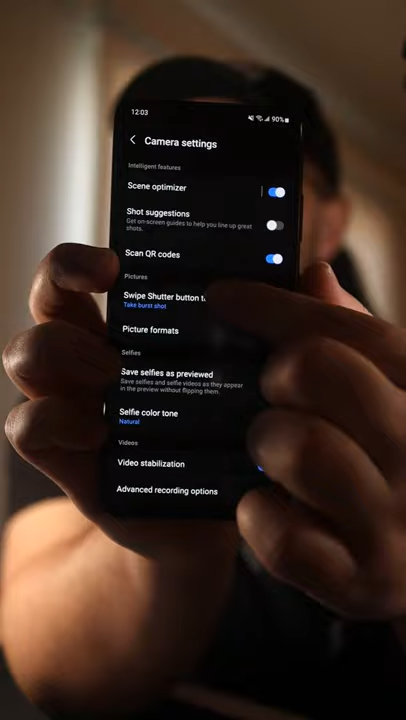 12:03
90%
Camera settings
Intelligent features
Scene optimizer
Shot suggestions
Get on-screen guides to help you line up great
shots.
Scan QR codes
Pictures
Swipe Shutter button
Take burst shot
Picture formats
Selfies
Save selfies as previewed
Save selfies and selfie videos as they appear
in the preview without flipping them.
Selfie color tone
Natural
Videos
Video stabilization
Advanced recording options